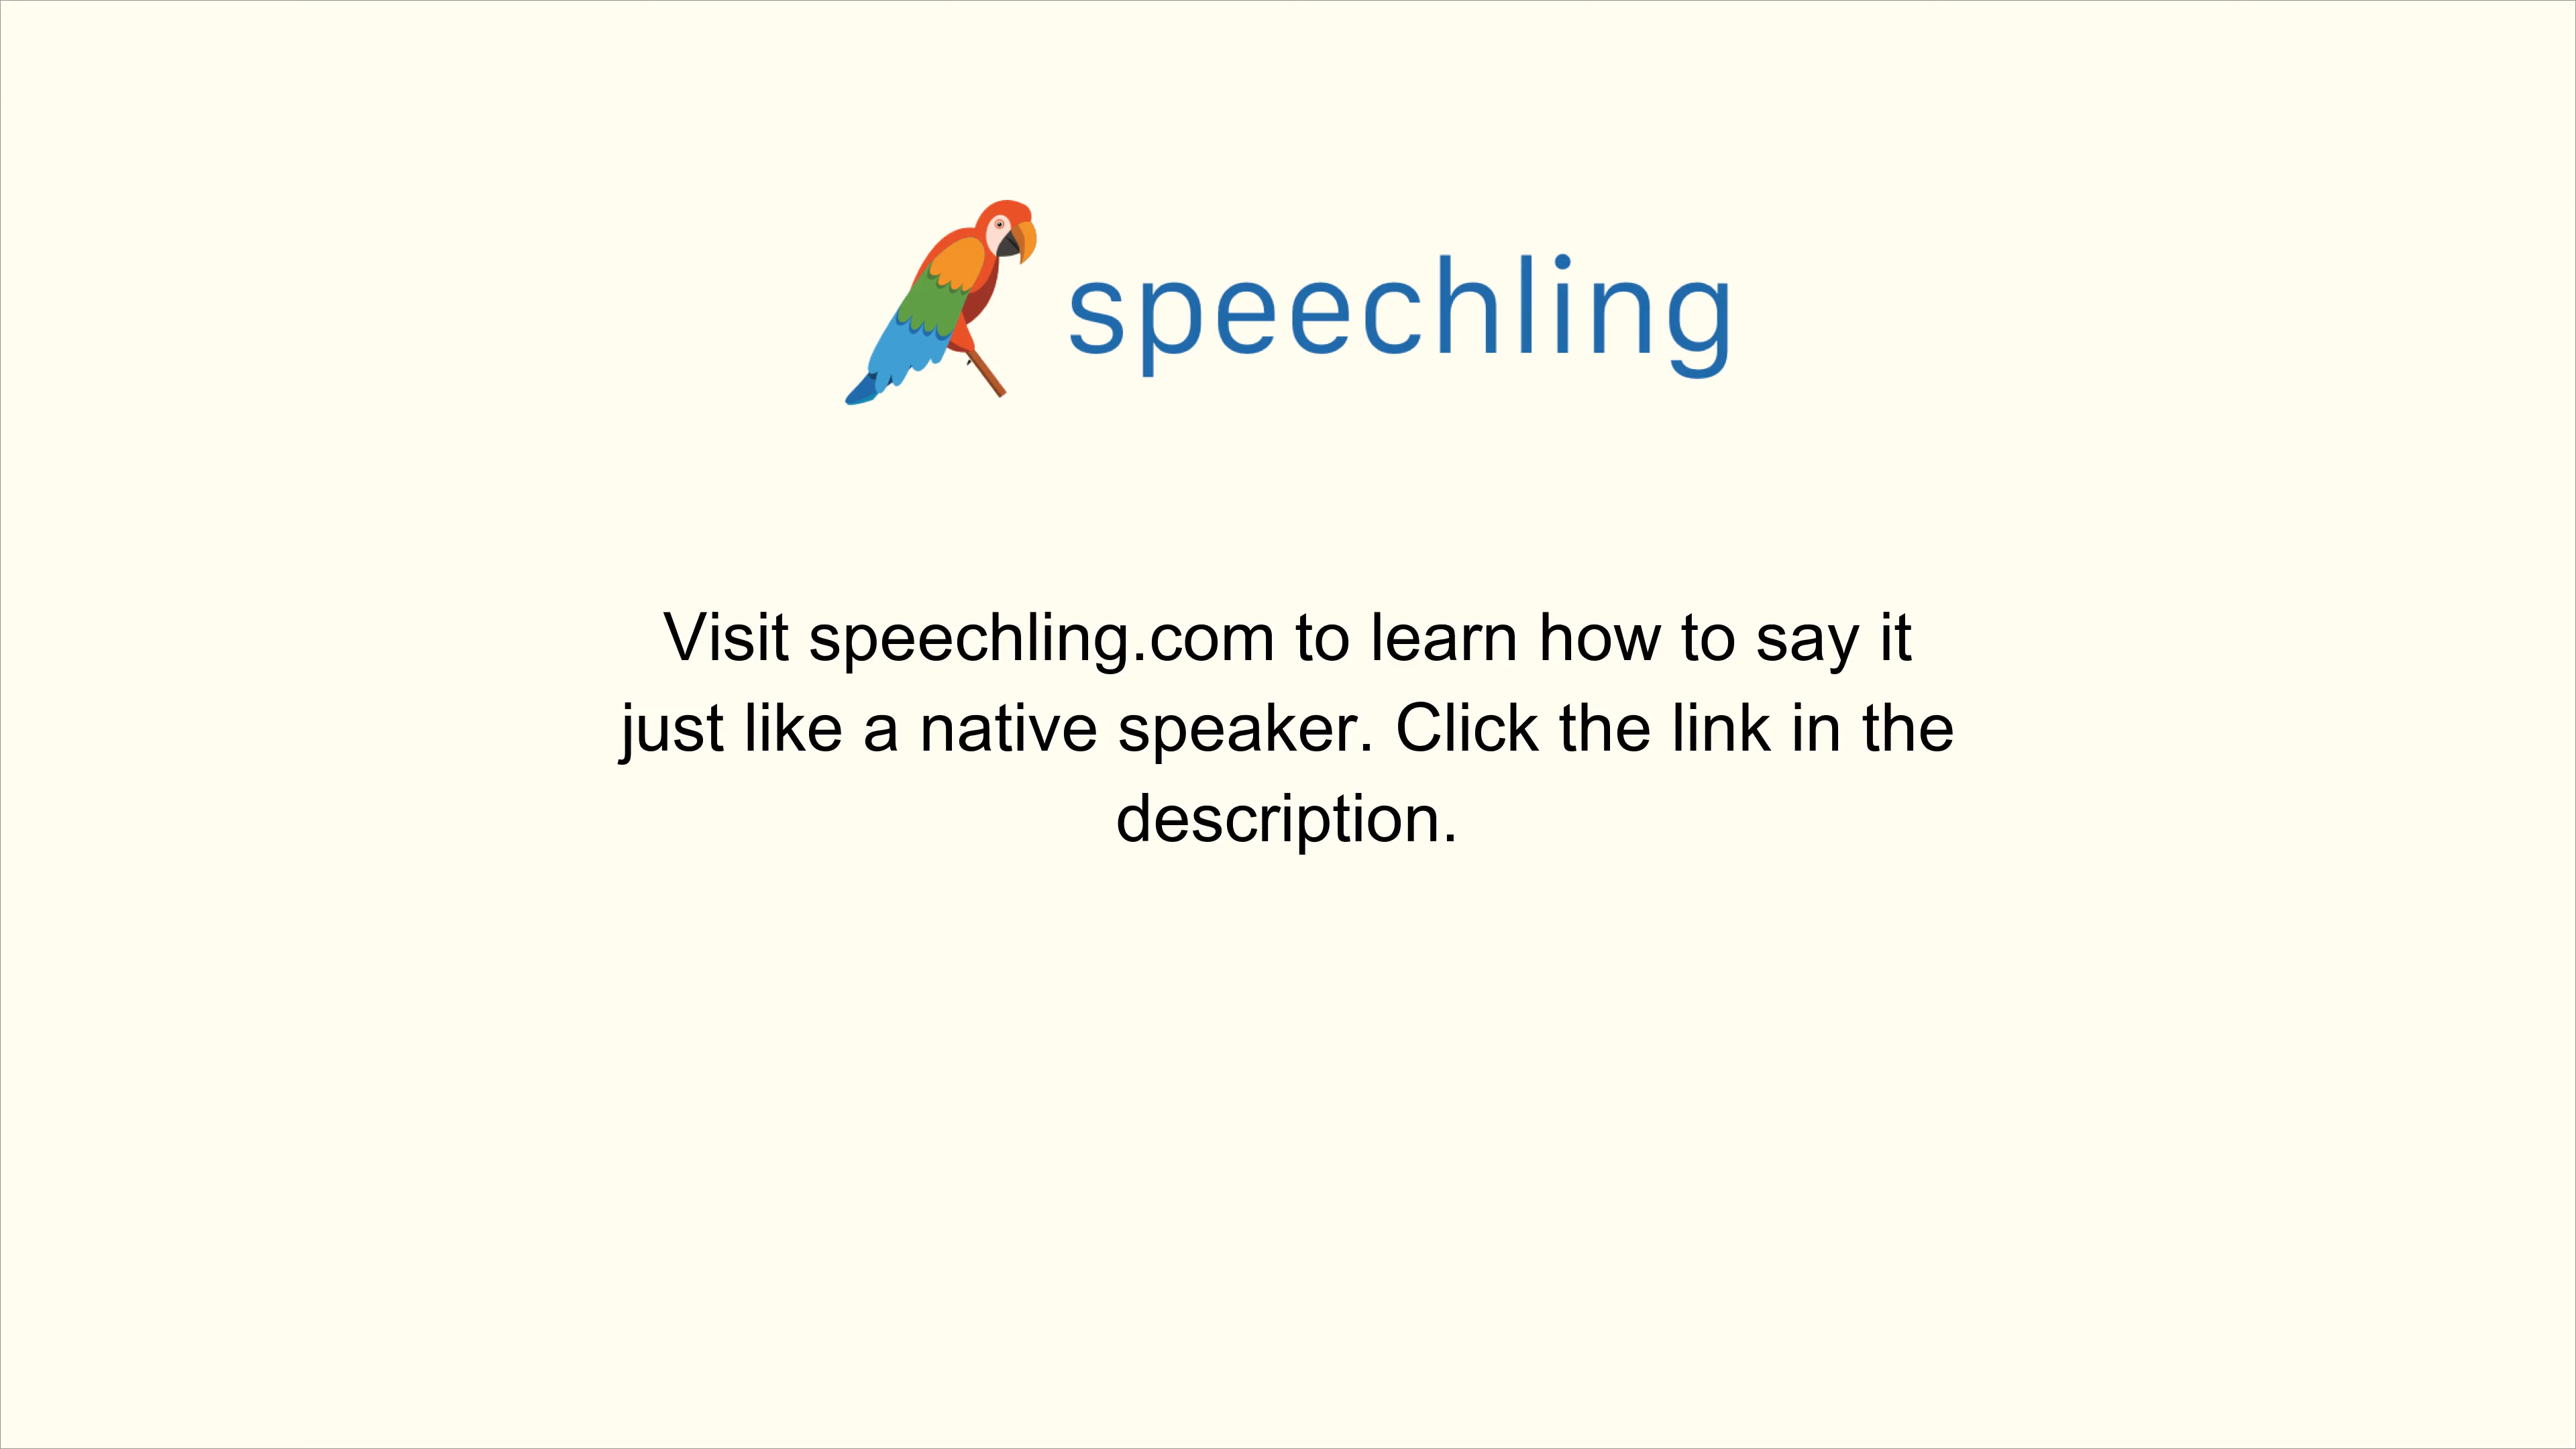 speechling
Visit speechling.com to learn how to say it
just like a native speaker. Click the link in the
description.